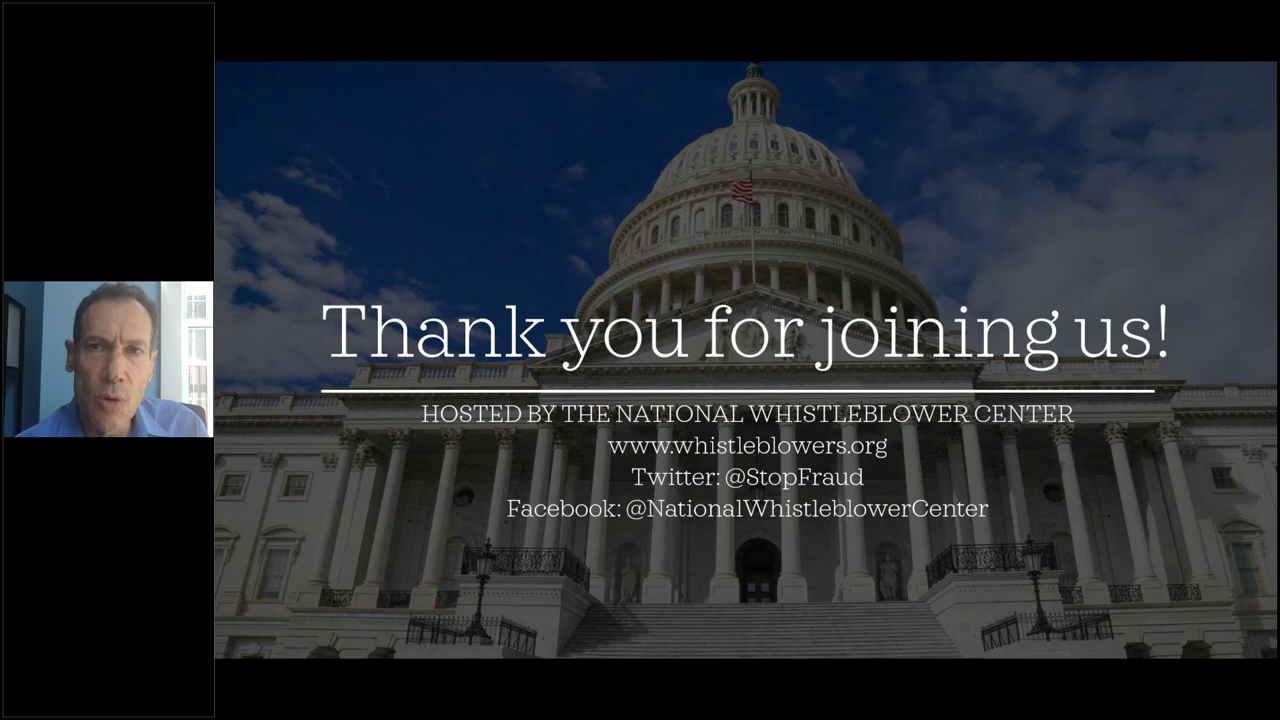 Thank you for joining us!
HOSTED BY THE NATIONAL WHISTLEBLOWER CENTER
www.whistleblowers.org
Twitter: @StopFraud
Facebook: @NationalWhistleblowerCenter